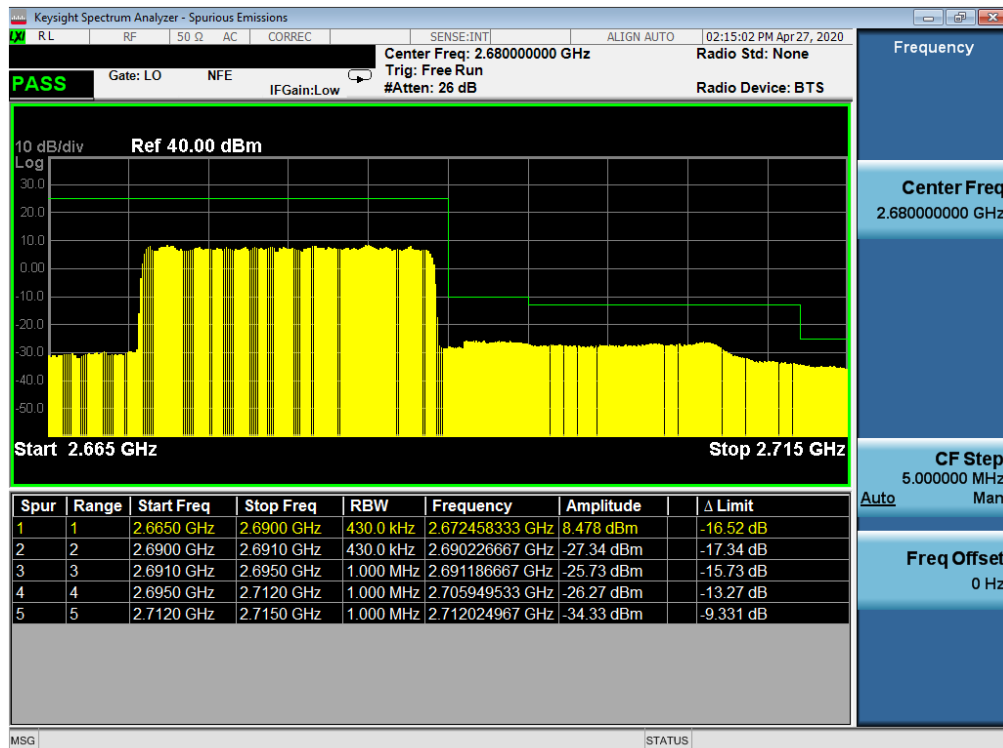 Keysight Spectrum Analyzer - Spurious Emissions
LXI RL RF 50 Ω AC CORREC SENSE:INT ALIGN AUTO 02:15:02 PM Apr 27, 2020
Center Freq: 2.680000000 GHz Radio Std: None
Trig: Free Run
PASS Gate: LO NFE
IFGain:Low #Atten: 26 dB Radio Device: BTS
10 dB/div Ref 40.00 dBm
Log
30.0
20.0
10.0
0.00
-10.0
-20.0
-30.0
-40.0
-50.0
Start 2.665 GHz Stop 2.715 GHz
Spur Range Start Freq Stop Freq RBW Frequency Amplitude Δ Limit
1 1 2.6650 GHz 2.6900 GHz 430.0 kHz 2.672458333 GHz 8.478 dBm -16.52 dB
2 2 2.6900 GHz 2.6910 GHz 430.0 kHz 2.690226667 GHz -27.34 dBm -17.34 dB
3 3 2.6910 GHz 2.6950 GHz 1.000 MHz 2.691186667 GHz -25.73 dBm -15.73 dB
4 4 2.6950 GHz 2.7120 GHz 1.000 MHz 2.705949533 GHz -26.27 dBm -13.27 dB
5 5 2.7120 GHz 2.7150 GHz 1.000 MHz 2.712024967 GHz -34.33 dBm -9.331 dB
MSG STATUS
Frequency
Center Freq
2.680000000 GHz
CF Step
5.000000 MHz
Auto Man
Freq Offset
0 Hz